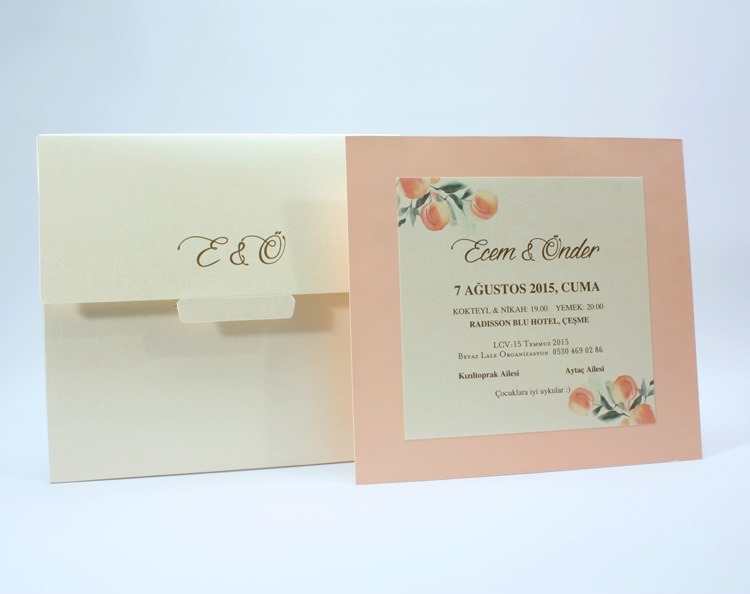 E & Ö
Ecem & Önder
7 AĞUSTOS 2015, CUMA
KOKTEYL & NİKAH: 19.00 YEMEK: 20.00
RADISSON BLU HOTEL, ÇEŞME
LCV:15 Temmuz 2015
Beyaz Lale Organizasyon 0530 469 02 86
Kızıltoprak Ailesi Aytaç Ailesi
Çocuklara iyi uykular :)